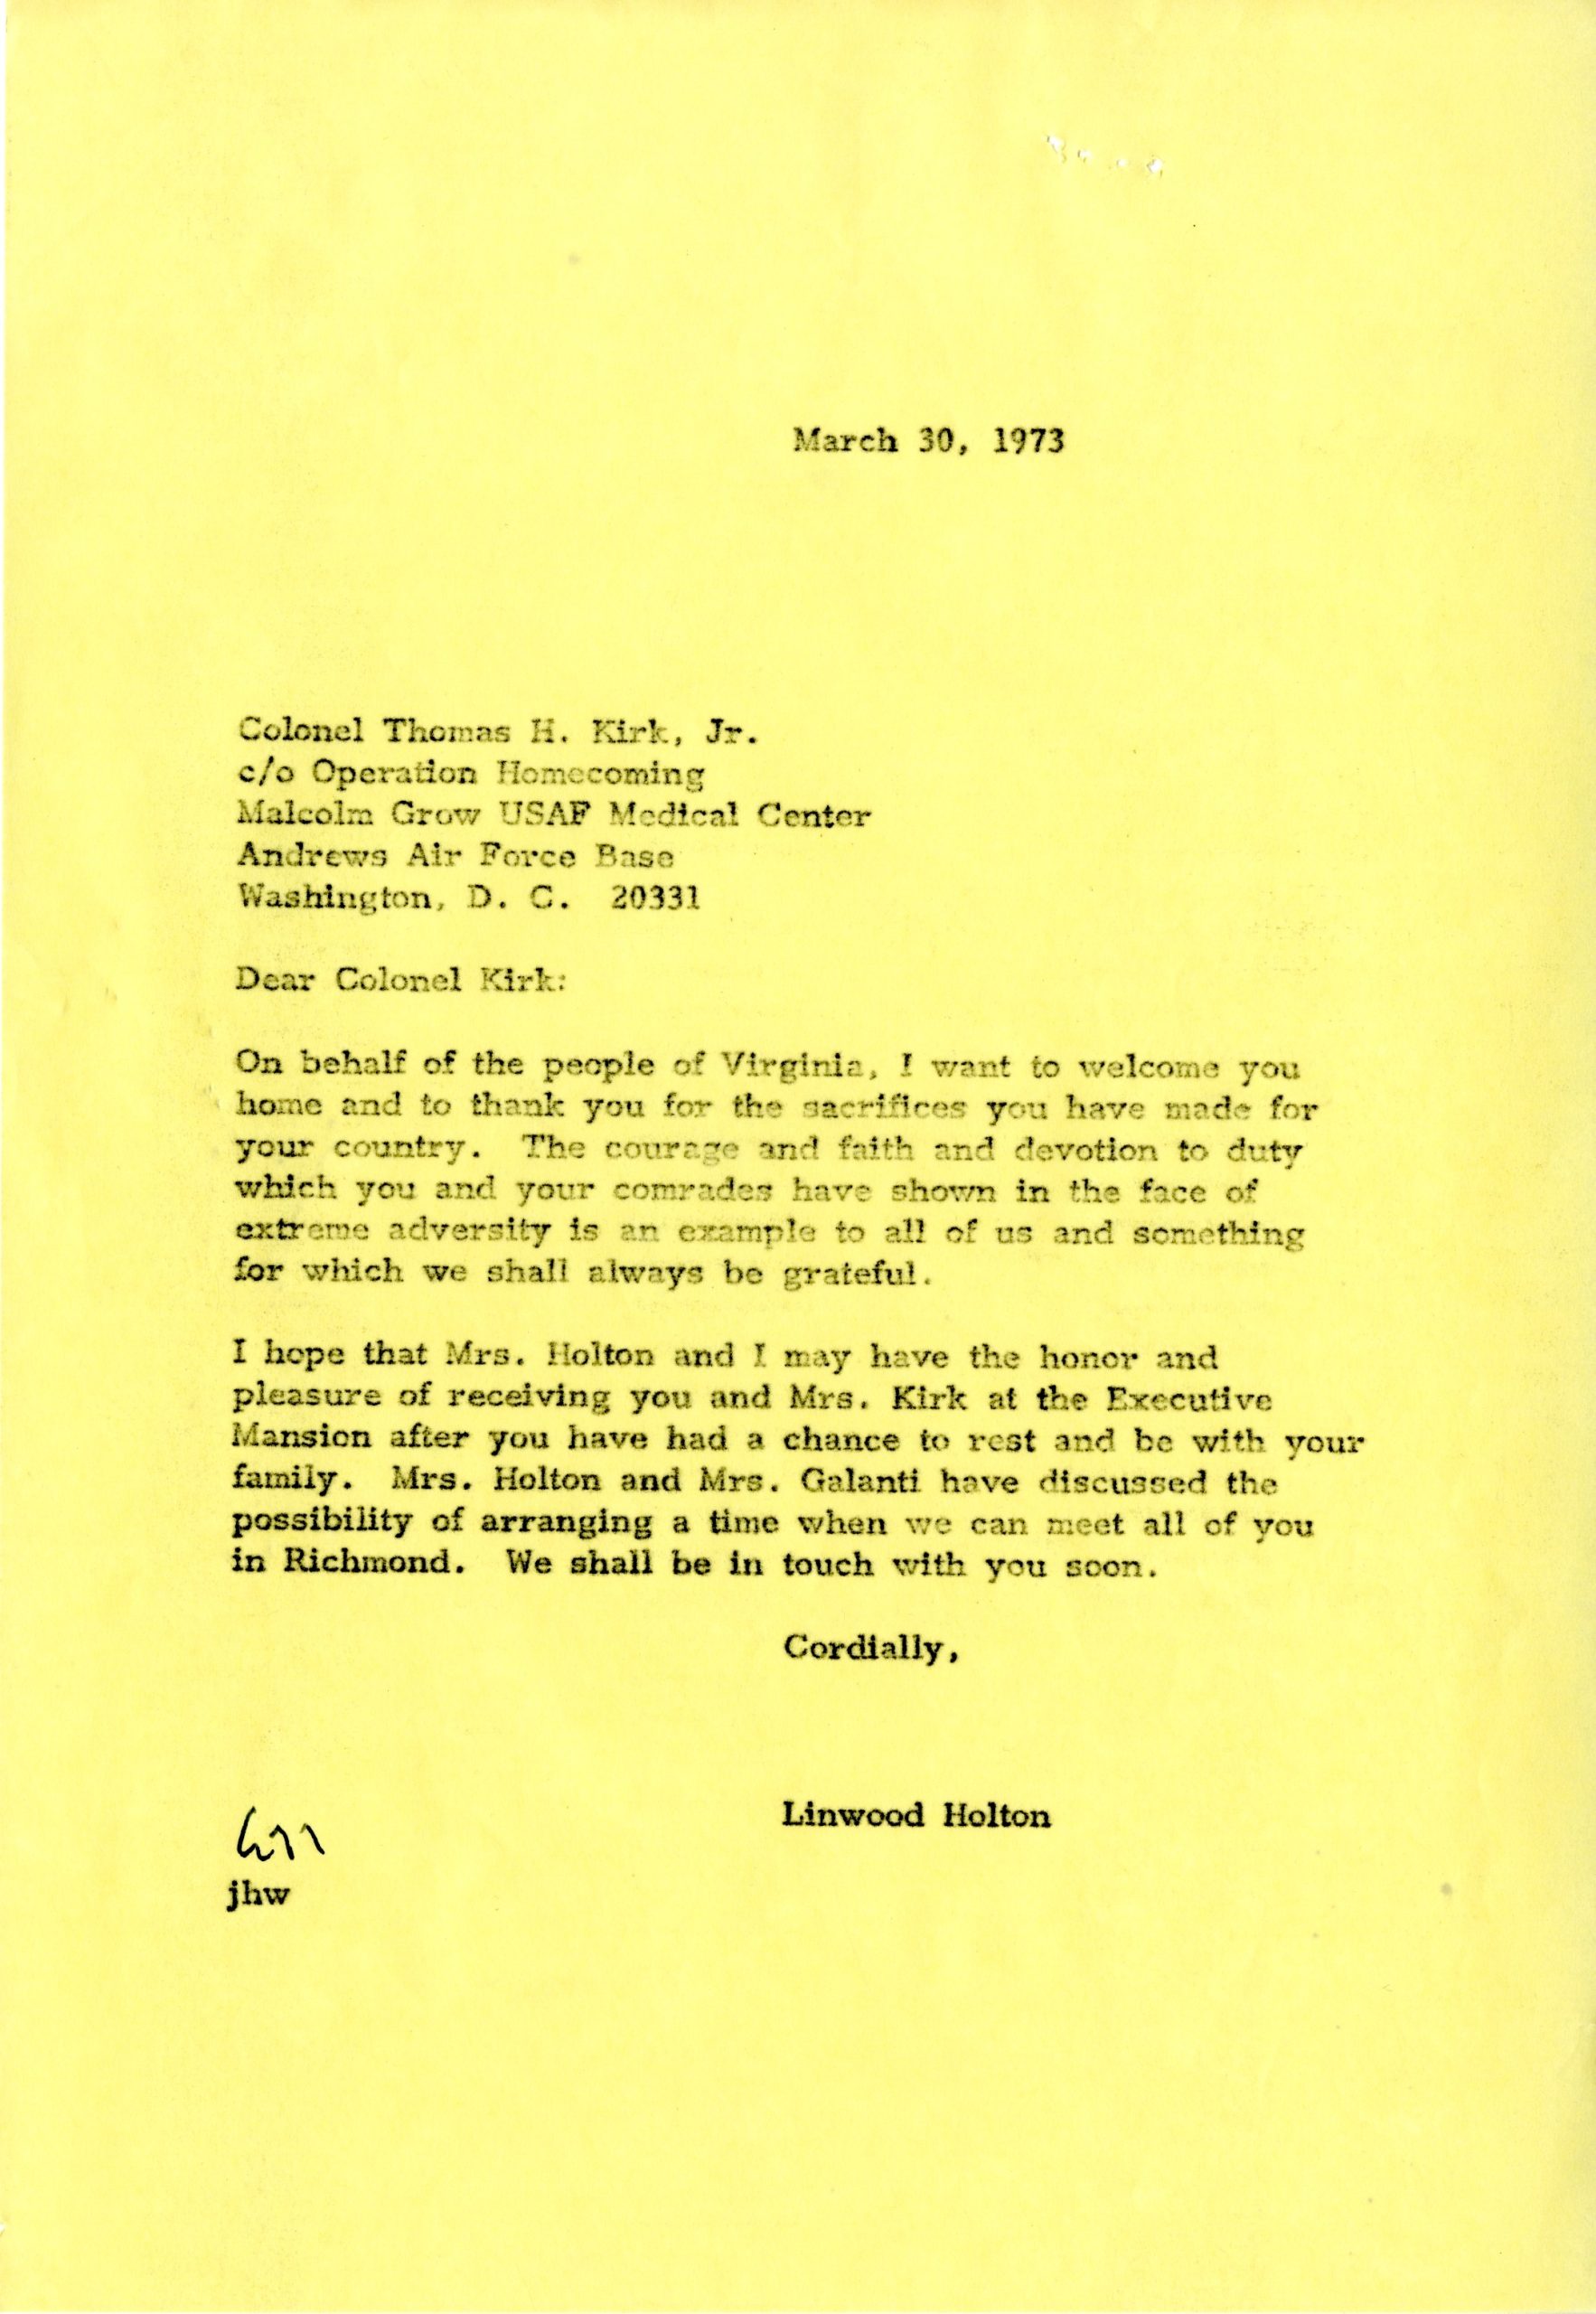 March 30, 1973
Colonel Thomas H. Kirk, Jr.
c/o Operation Homecoming
Malcolm Grow USAF Medical Center
Andrews Air Force Base
Washington, D. C.  20331
Dear Colonel Kirk:
On behalf of the people of Virginia, I want to welcome you
home and to thank you for the sacrifices you have made for
your country.  The courage and faith and devotion to duty
which you and your comrades have shown in the face of
extreme adversity is an example to all of us and something
for which we shall always be grateful.
I hope that Mrs. Holton and I may have the honor and
pleasure of receiving you and Mrs. Kirk at the Executive
Mansion after you have had a chance to rest and be with your
family.  Mrs. Holton and Mrs. Galanti have discussed the
possibility of arranging a time when we can meet all of you
in Richmond.  We shall be in touch with you soon.
Cordially,
Linwood Holton
jhw